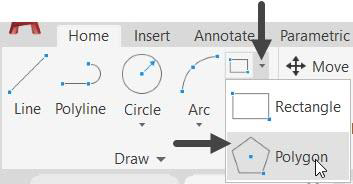 Home Insert Annotate Parametric
Line Polyline Circle Arc Move
Rectangle
Polygon
Draw